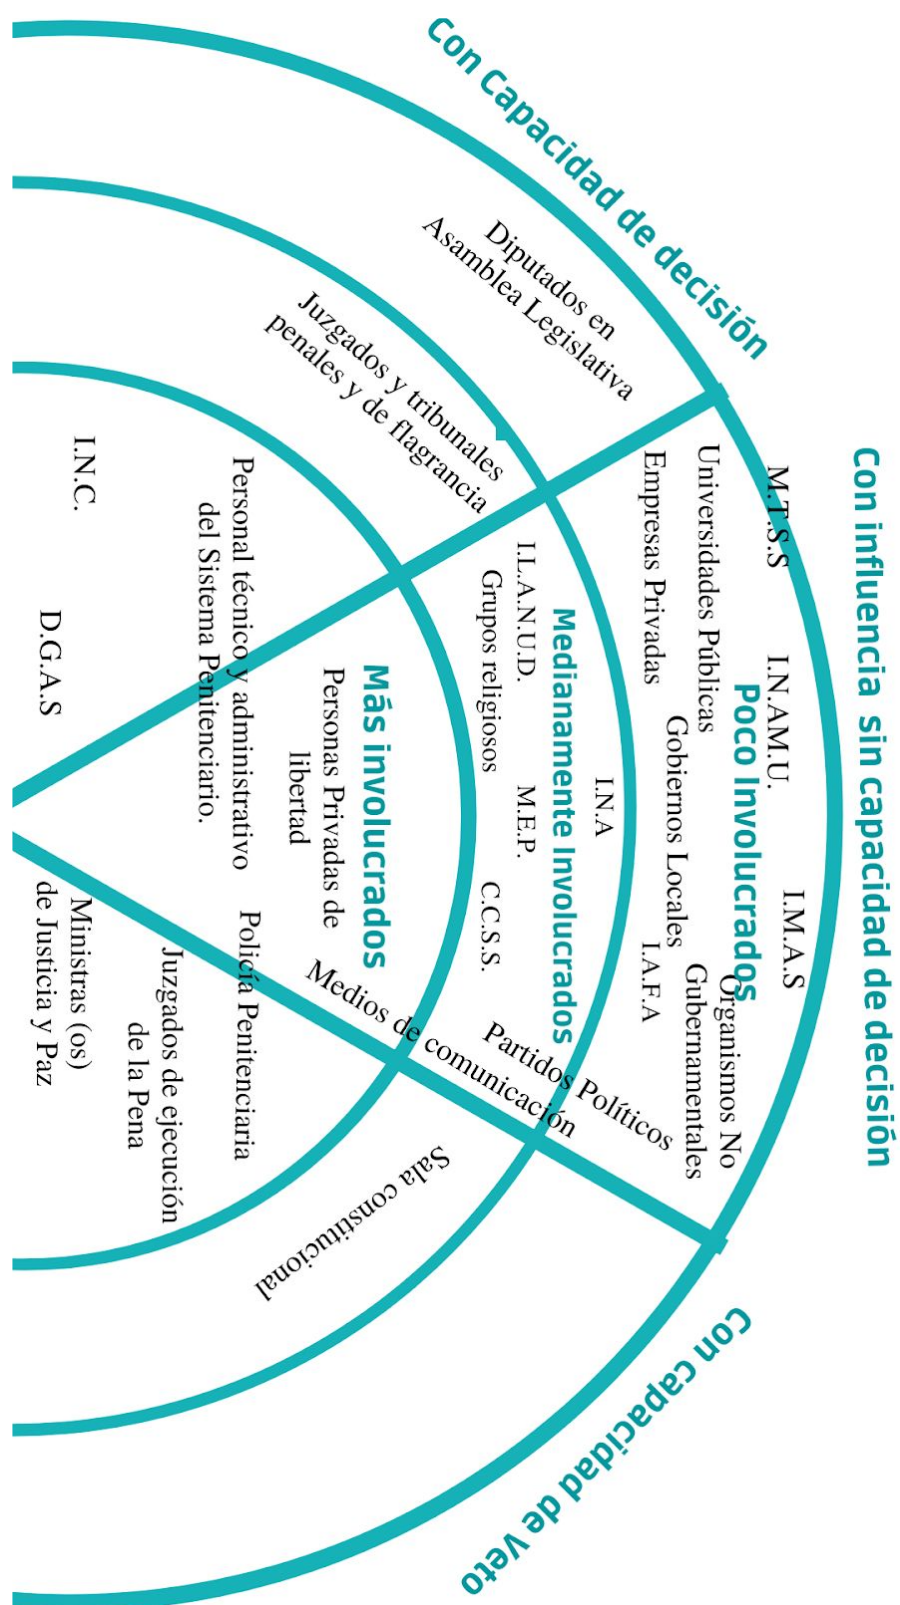 Con influencia sin capacidad de decisión
Con Capacidad de decisión
Con capacidad de Veto
M.T.S.S
I.N.AM.U.
I.M.A.S
Poco Involucrados
Universidades Públicas
Organismos No
Gubernamentales
Gobiernos Locales
Empresas Privadas
I.A.F.A
Diputados en
Asamblea Legislativa
I.N.A
Medianamente Involucrados
I.L.A.N.U.D.
M.E.P.
Partidos Políticos
Grupos religiosos
C.C.S.S.
Medios de comunicación
Juzgados y tribunales
penales y de flagrancia
Sala constitucional
Más involucrados
Personas Privadas de
libertad
Personal técnico y administrativo
del Sistema Penitenciario.
Policía Penitenciaria
Juzgados de ejecución
de la Pena
I.N.C.
D.G.A.S
Ministras (os)
de Justicia y Paz